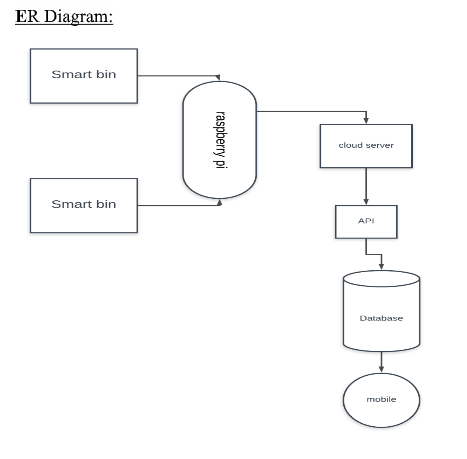 ER Diagram:
Smart bin
raspberry pi
cloud server
Smart bin
API
Database
mobile